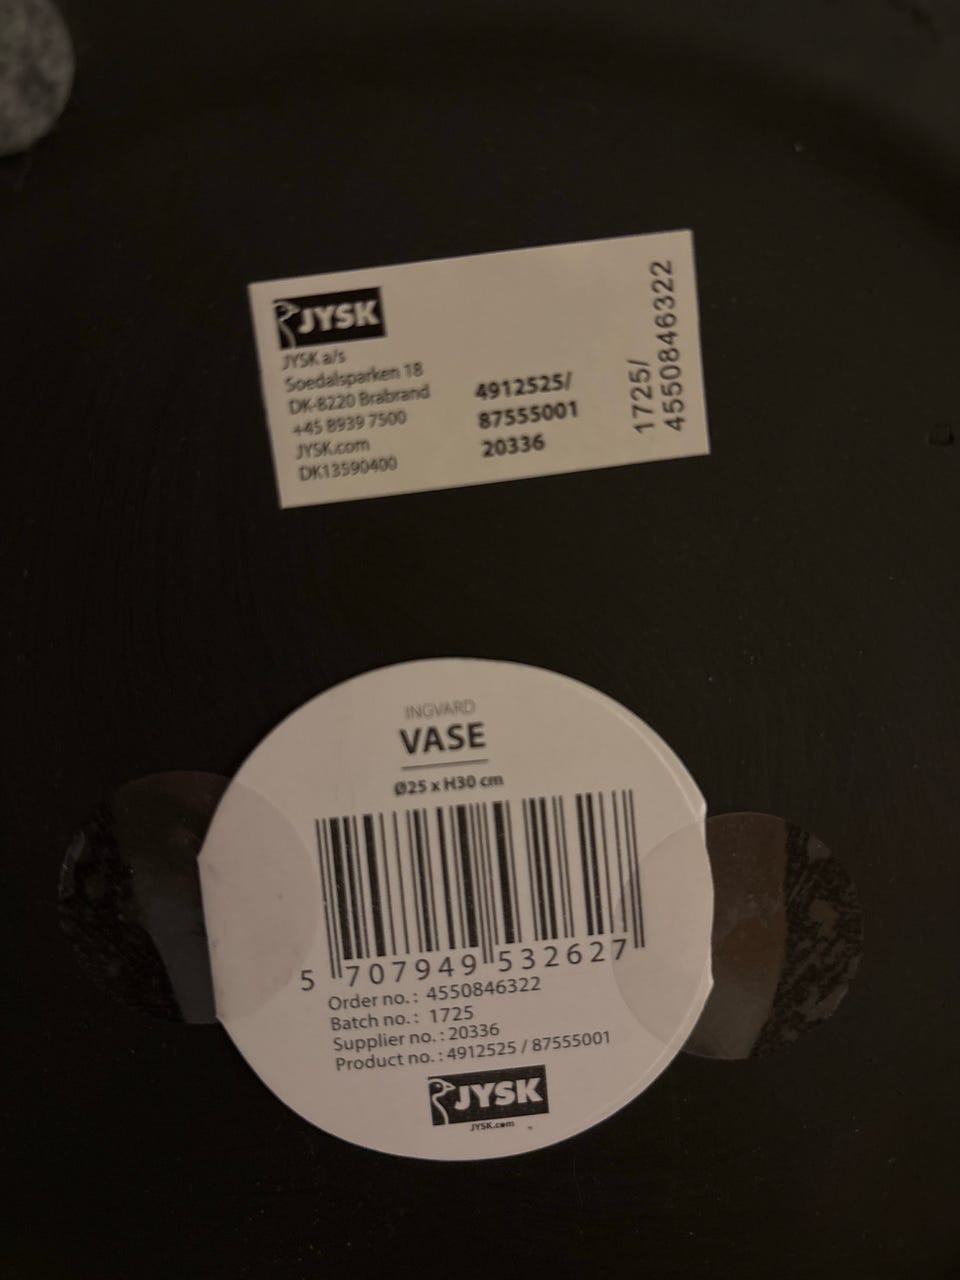 JYSK
JYSK a/s
Soedalsparken 18
DK-8220 Brabrand
+45 8939 7500
JYSK.com
DK13590400
4912525/
87555001
20336
1725/
4550846322
INGVARD
VASE
Ø25 x H30 cm
5 707949 532627
Order no.: 4550846322
Batch no.: 1725
Supplier no.: 20336
Product no.: 4912525 / 87555001
JYSK
JYSK.com